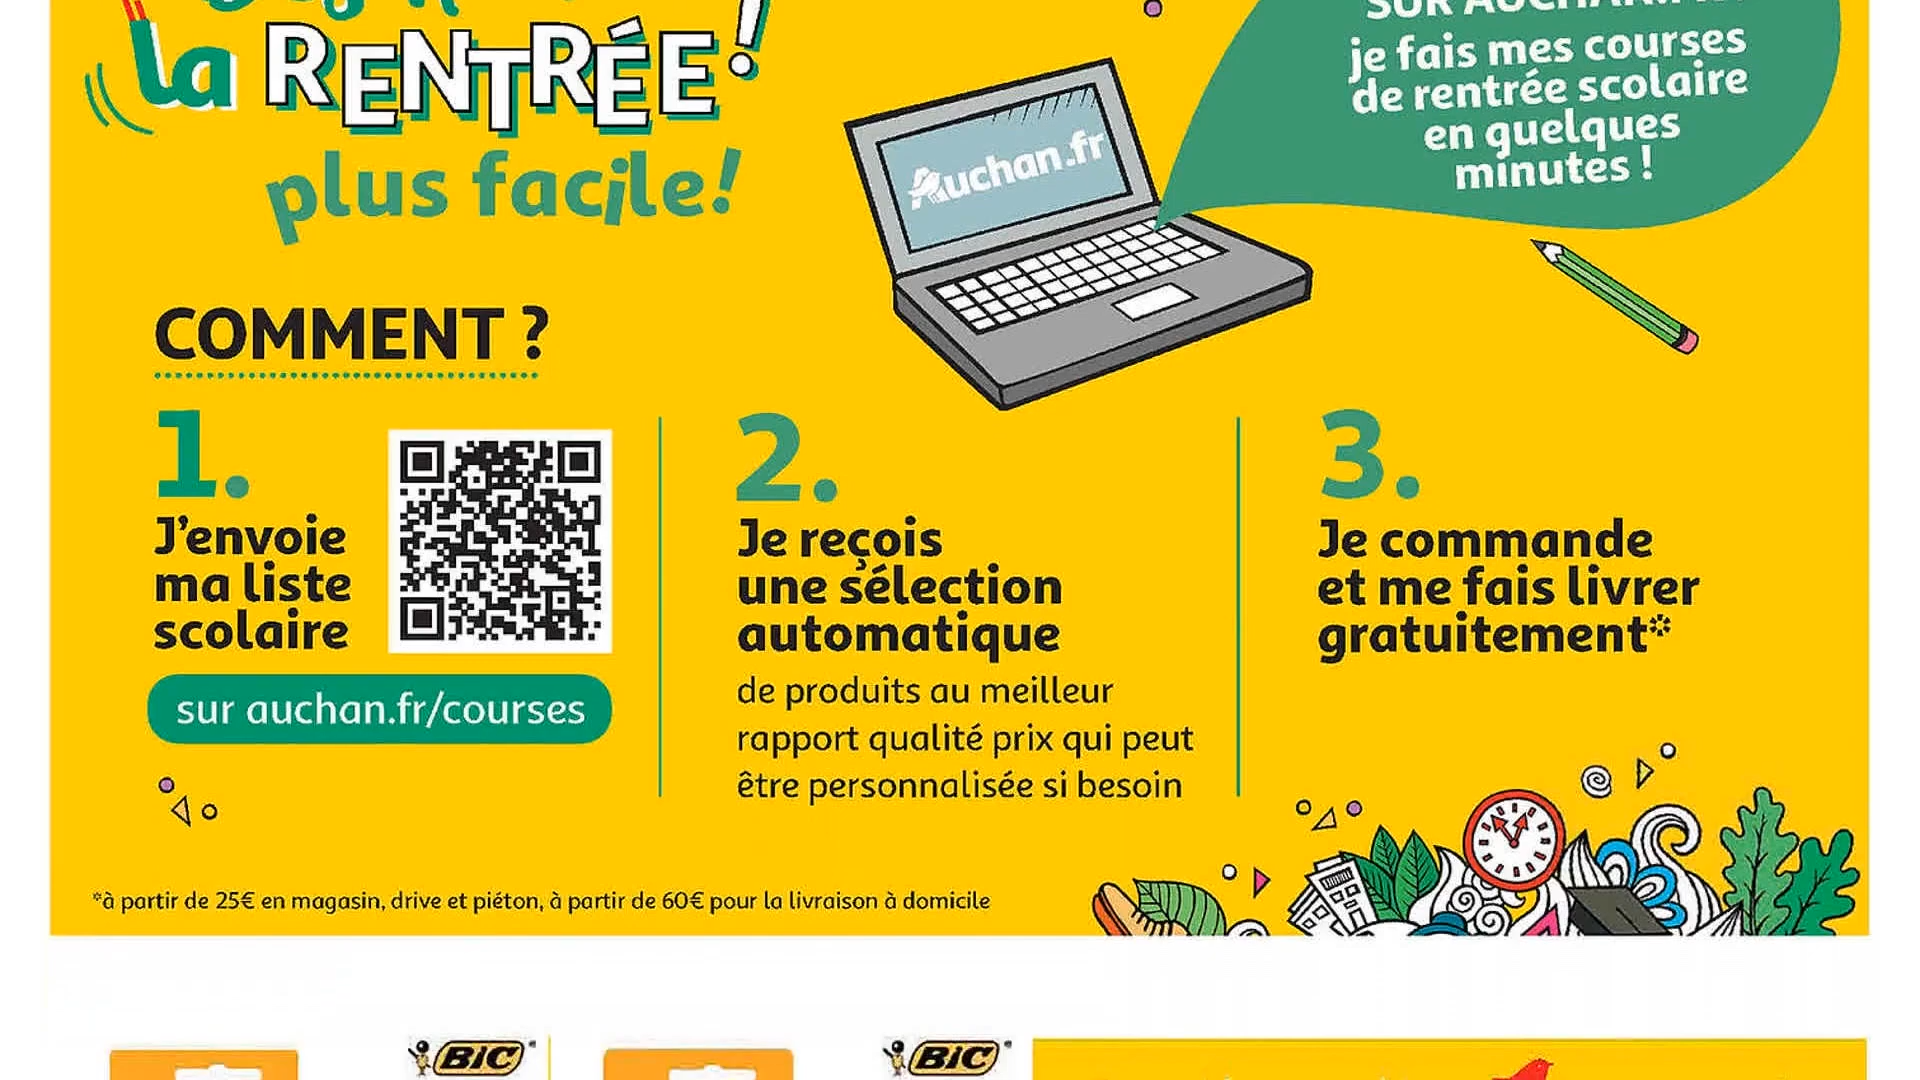 la RENTRÉE!
plus facile!
Auchan.fr
je fais mes courses
de rentrée scolaire
en quelques
minutes !
COMMENT ?
1.
J'envoie
ma liste
scolaire
sur auchan.fr/courses
2.
Je reçois
une sélection
automatique
de produits au meilleur
rapport qualité prix qui peut
être personnalisée si besoin
3.
Je commande
et me fais livrer
gratuitement*
*à partir de 25€ en magasin, drive et piéton, à partir de 60€ pour la livraison à domicile
BIC
BIC